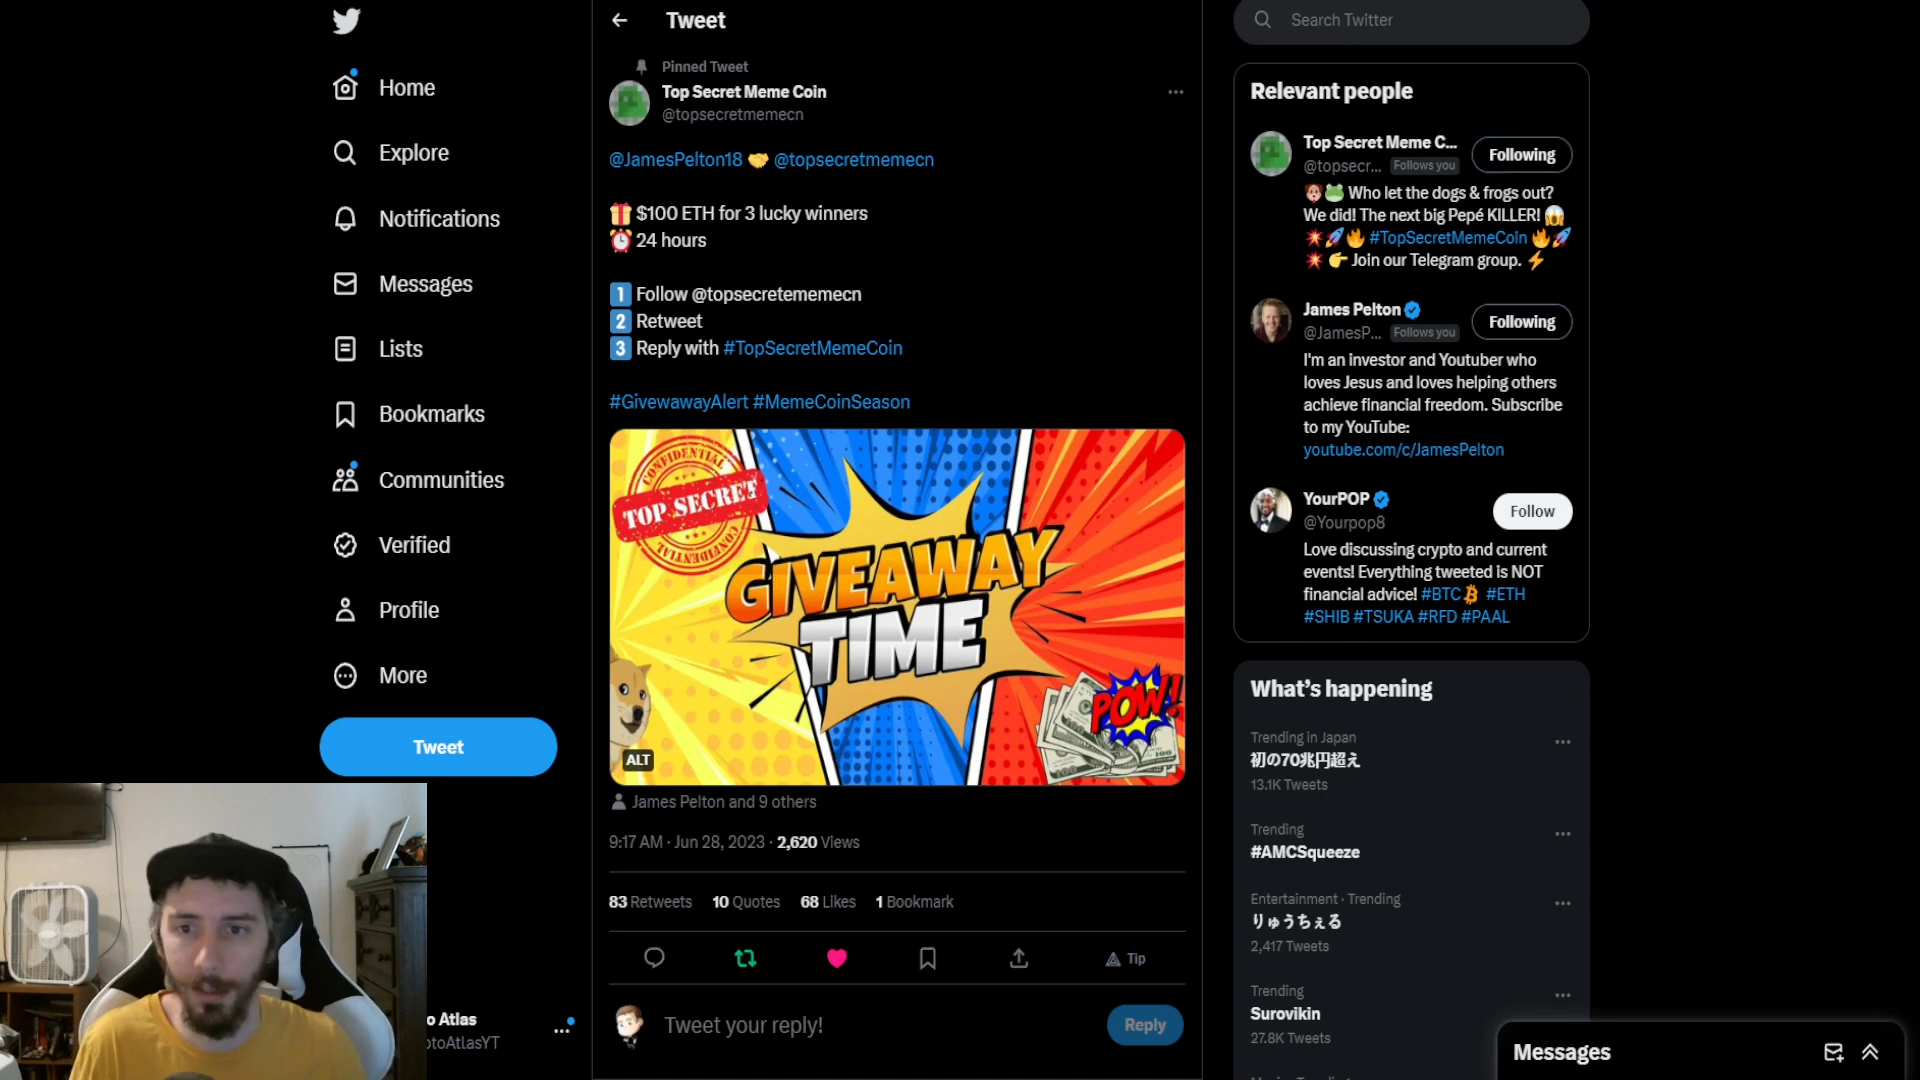 Home
Explore
Notifications
Messages
Lists
Bookmarks
Communities
Verified
Profile
More
Tweet
o Atlas
otoAtlasYT
Tweet
Pinned Tweet
Top Secret Meme Coin
@topsecretmemecn
@JamesPelton18 🤝 @topsecretmemecn
🎁 $100 ETH for 3 lucky winners
⏰ 24 hours
1️⃣ Follow @topsecretememecn
2️⃣ Retweet
3️⃣ Reply with #TopSecretMemeCoin
#GivewawayAlert #MemeCoinSeason
CONFIDENTIAL
TOP SECRET
CONFIDENTIAL
GIVEAWAY
TIME
POW!
100
ALT
James Pelton and 9 others
9:17 AM · Jun 28, 2023 · 2,620 Views
83 Retweets 10 Quotes 68 Likes 1 Bookmark
Tip
Tweet your reply!
Reply
Search Twitter
Relevant people
Top Secret Meme C...
@topsecr... Follows you
Following
🐶🐸 Who let the dogs & frogs out?
We did! The next big Pepé KILLER! 😱
💥🚀🔥 #TopSecretMemeCoin 🔥🚀
💥 👉 Join our Telegram group. ⚡
James Pelton
@JamesP... Follows you
Following
I'm an investor and Youtuber who
loves Jesus and loves helping others
achieve financial freedom. Subscribe
to my YouTube:
youtube.com/c/JamesPelton
YourPOP
@Yourpop8
Follow
Love discussing crypto and current
events! Everything tweeted is NOT
financial advice! #BTC #ETH
#SHIB #TSUKA #RFD #PAAL
What's happening
Trending in Japan
初の70兆円超え
13.1K Tweets
Trending
#AMCSqueeze
Entertainment · Trending
りゅうちぇる
2,417 Tweets
Trending
Surovikin
27.8K Tweets
Messages